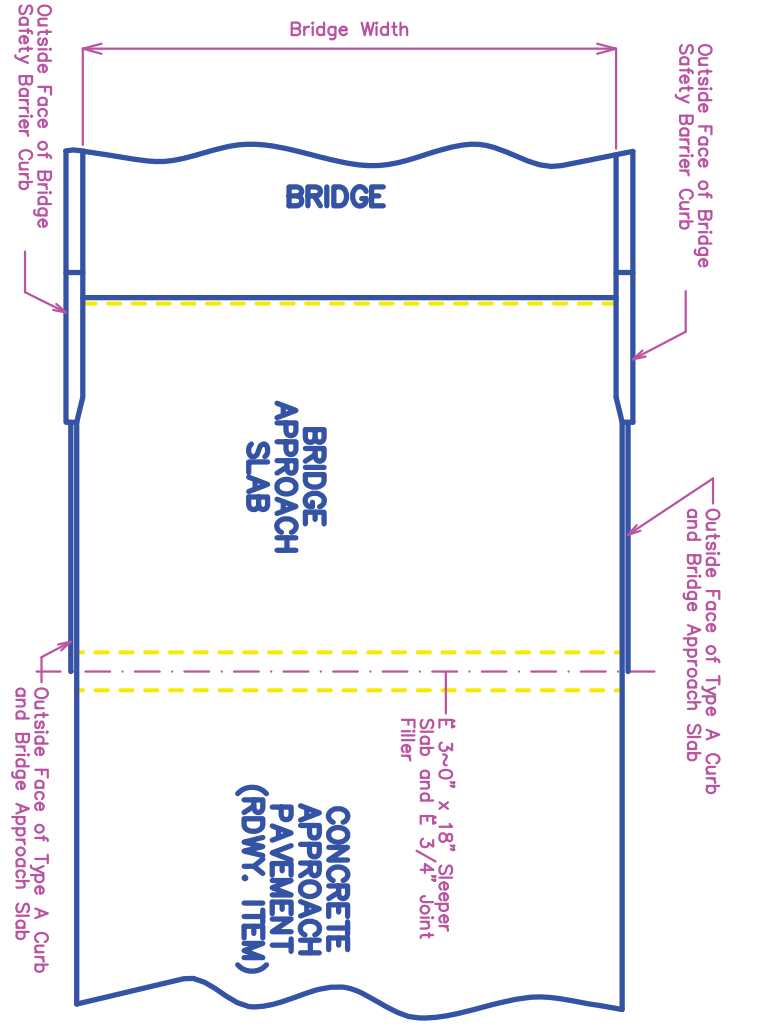 Bridge Width
Outside Face of Bridge
Safety Barrier Curb
Outside Face of Bridge
Safety Barrier Curb
BRIDGE
BRIDGE
APPROACH
SLAB
Outside Face of Type A Curb
and Bridge Approach Slab
Outside Face of Type A Curb
and Bridge Approach Slab
È 3~0" x 18" Sleeper
Slab and È 3/4" Joint
Filler
CONCRETE
APPROACH
PAVEMENT
(RDWY. ITEM)